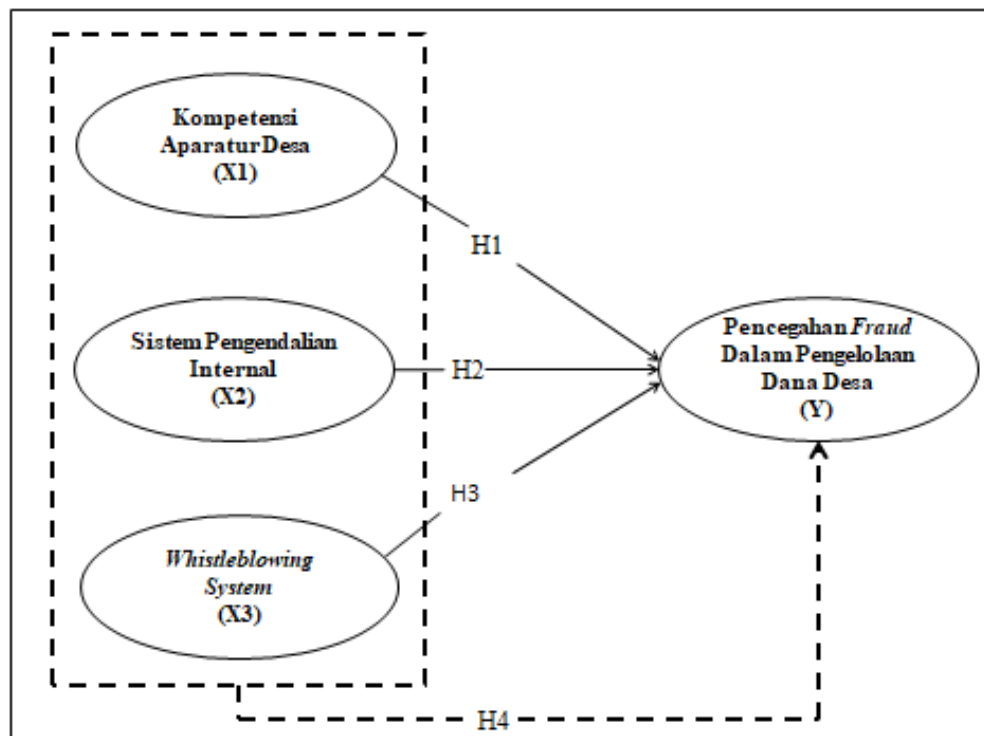 Kompetensi
Aparatur Desa
(X1)
H1
Sistem Pengendalian
Internal
(X2)
H2
Pencegahan Fraud
Dalam Pengelolaan
Dana Desa
(Y)
H3
Whistleblowing
System
(X3)
H4